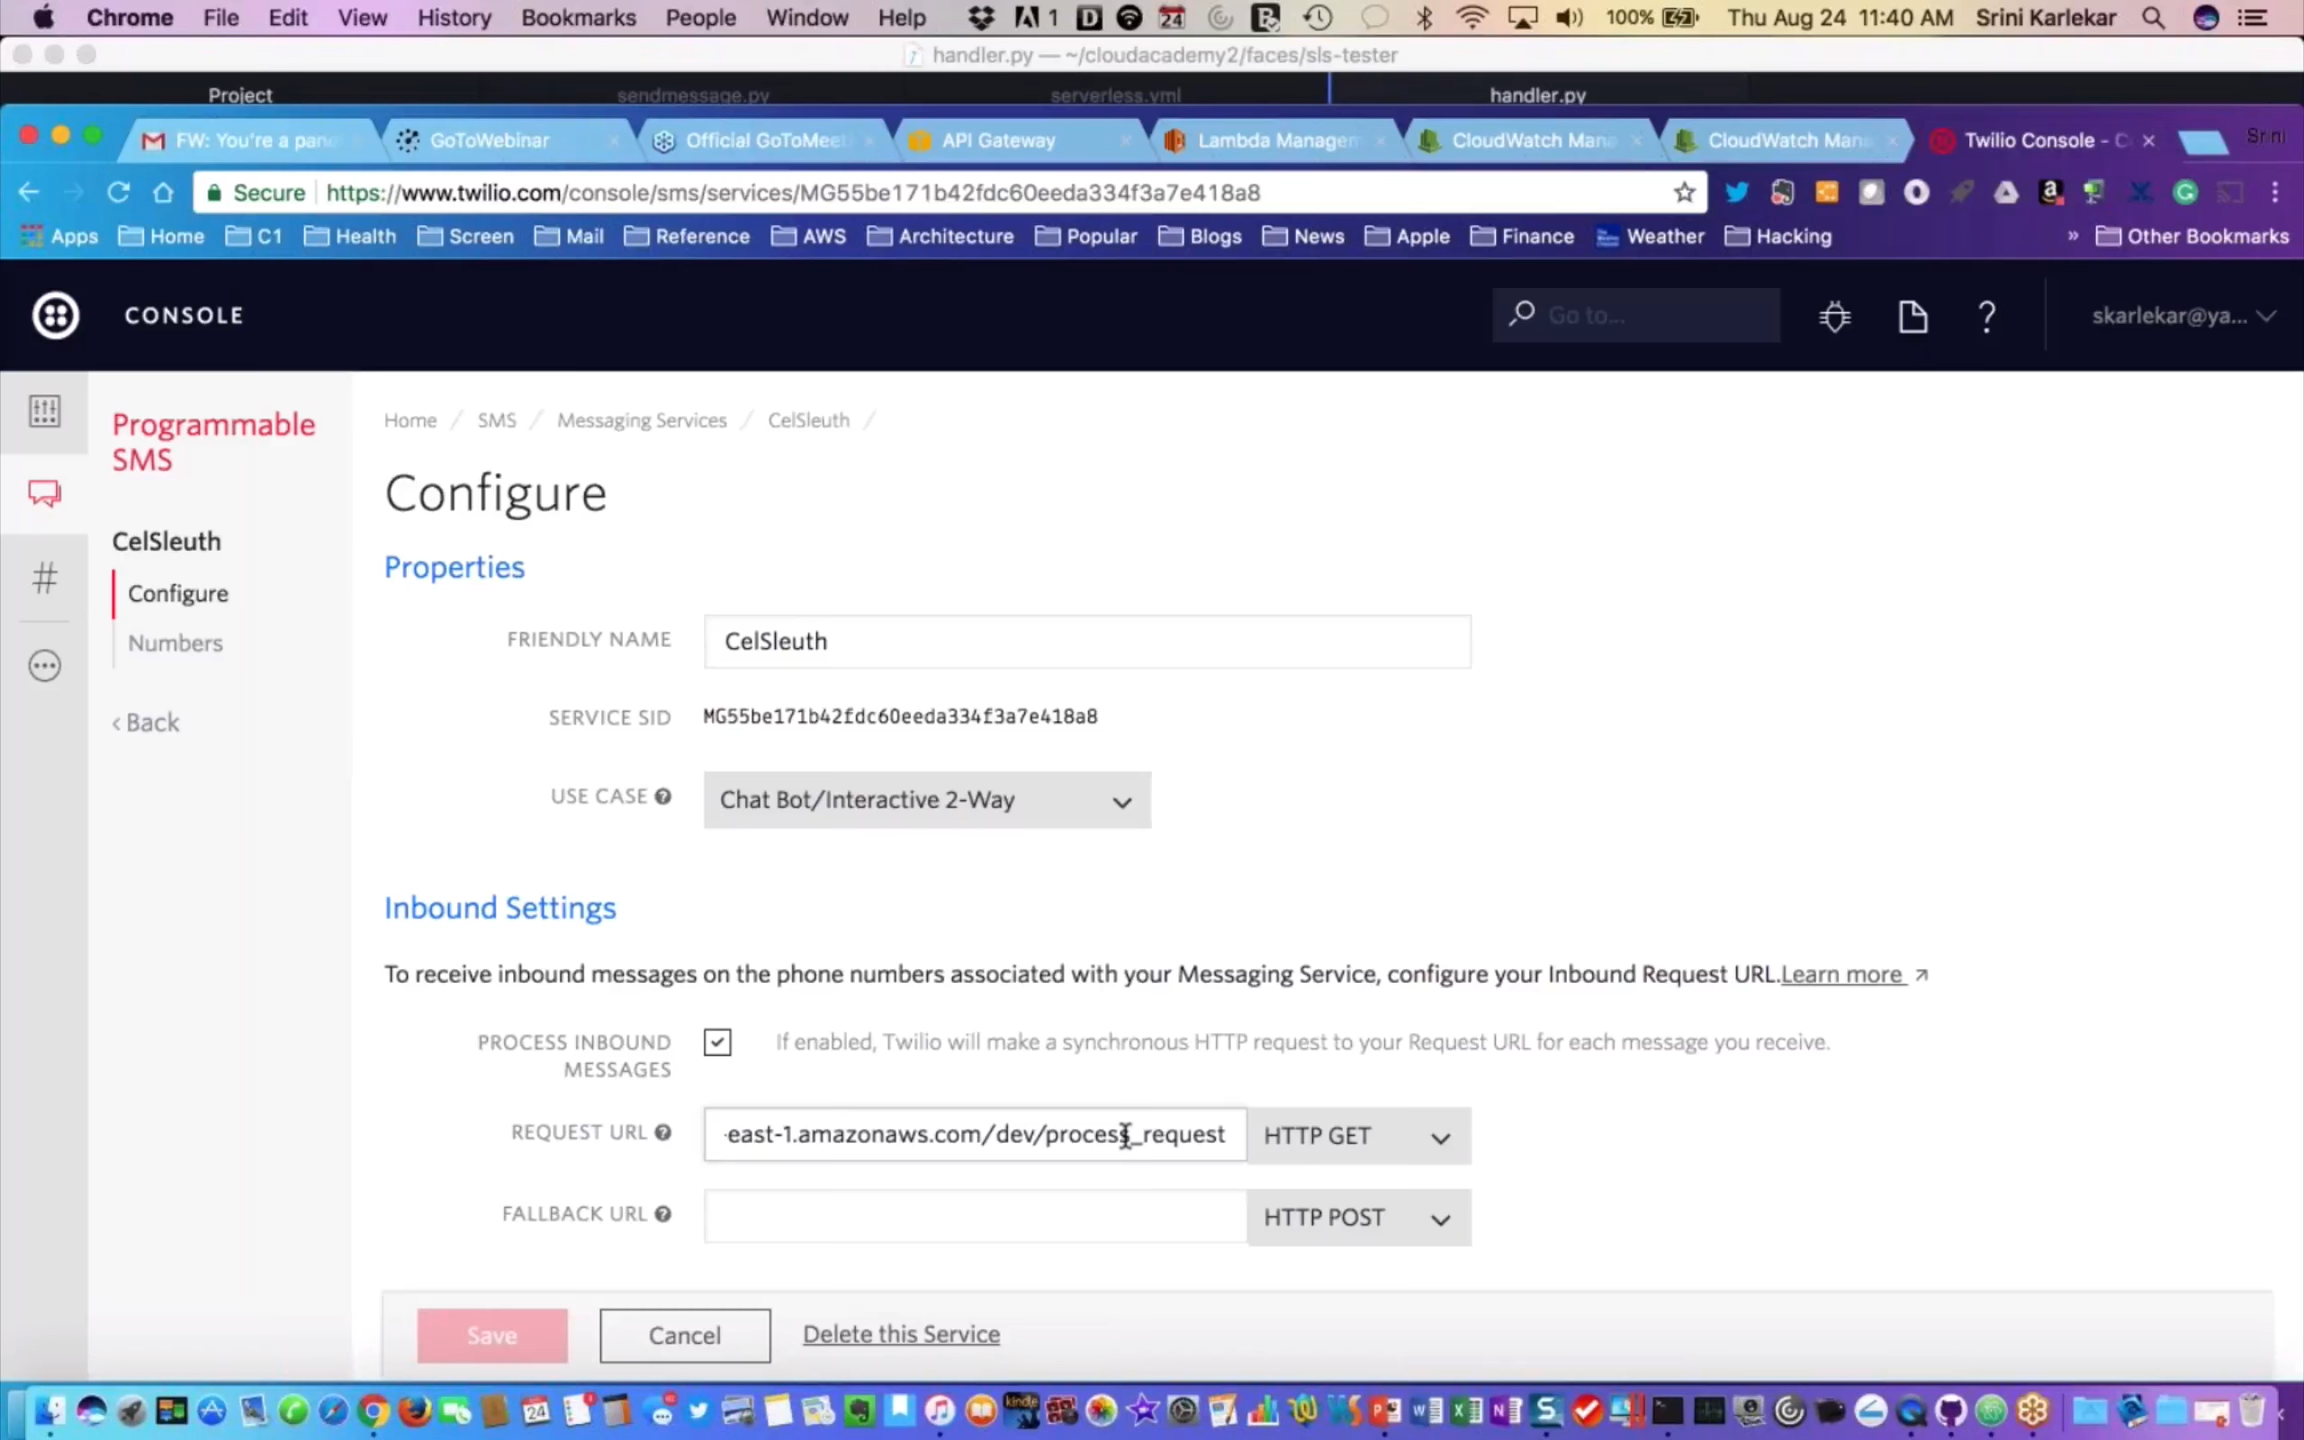 Chrome File Edit View History Bookmarks People Window Help 1 24 100% Thu Aug 24 11:40 AM Srini Karlekar
handler.py — ~/cloudacademy2/faces/sls-tester
Project sendmessage.py serverless.yml handler.py
FW: You're a pane GoToWebinar Official GoToMeeti API Gateway Lambda Managem CloudWatch Mana CloudWatch Mana Twilio Console - C Srini
Secure https://www.twilio.com/console/sms/services/MG55be171b42fdc60eeda334f3a7e418a8
Apps Home C1 Health Screen Mail Reference AWS Architecture Popular Blogs News Apple Finance Weather Hacking » Other Bookmarks
CONSOLE Go to... ? skarlekar@ya...
Programmable
SMS
CelSleuth
Configure
Numbers
‹ Back
Home / SMS / Messaging Services / CelSleuth /
Configure
Properties
FRIENDLY NAME CelSleuth
SERVICE SID MG55be171b42fdc60eeda334f3a7e418a8
USE CASE ? Chat Bot/Interactive 2-Way
Inbound Settings
To receive inbound messages on the phone numbers associated with your Messaging Service, configure your Inbound Request URL.Learn more
PROCESS INBOUND
MESSAGES
If enabled, Twilio will make a synchronous HTTP request to your Request URL for each message you receive.
REQUEST URL ? -east-1.amazonaws.com/dev/process_request HTTP GET
FALLBACK URL ? HTTP POST
Save Cancel Delete this Service
24 kindle